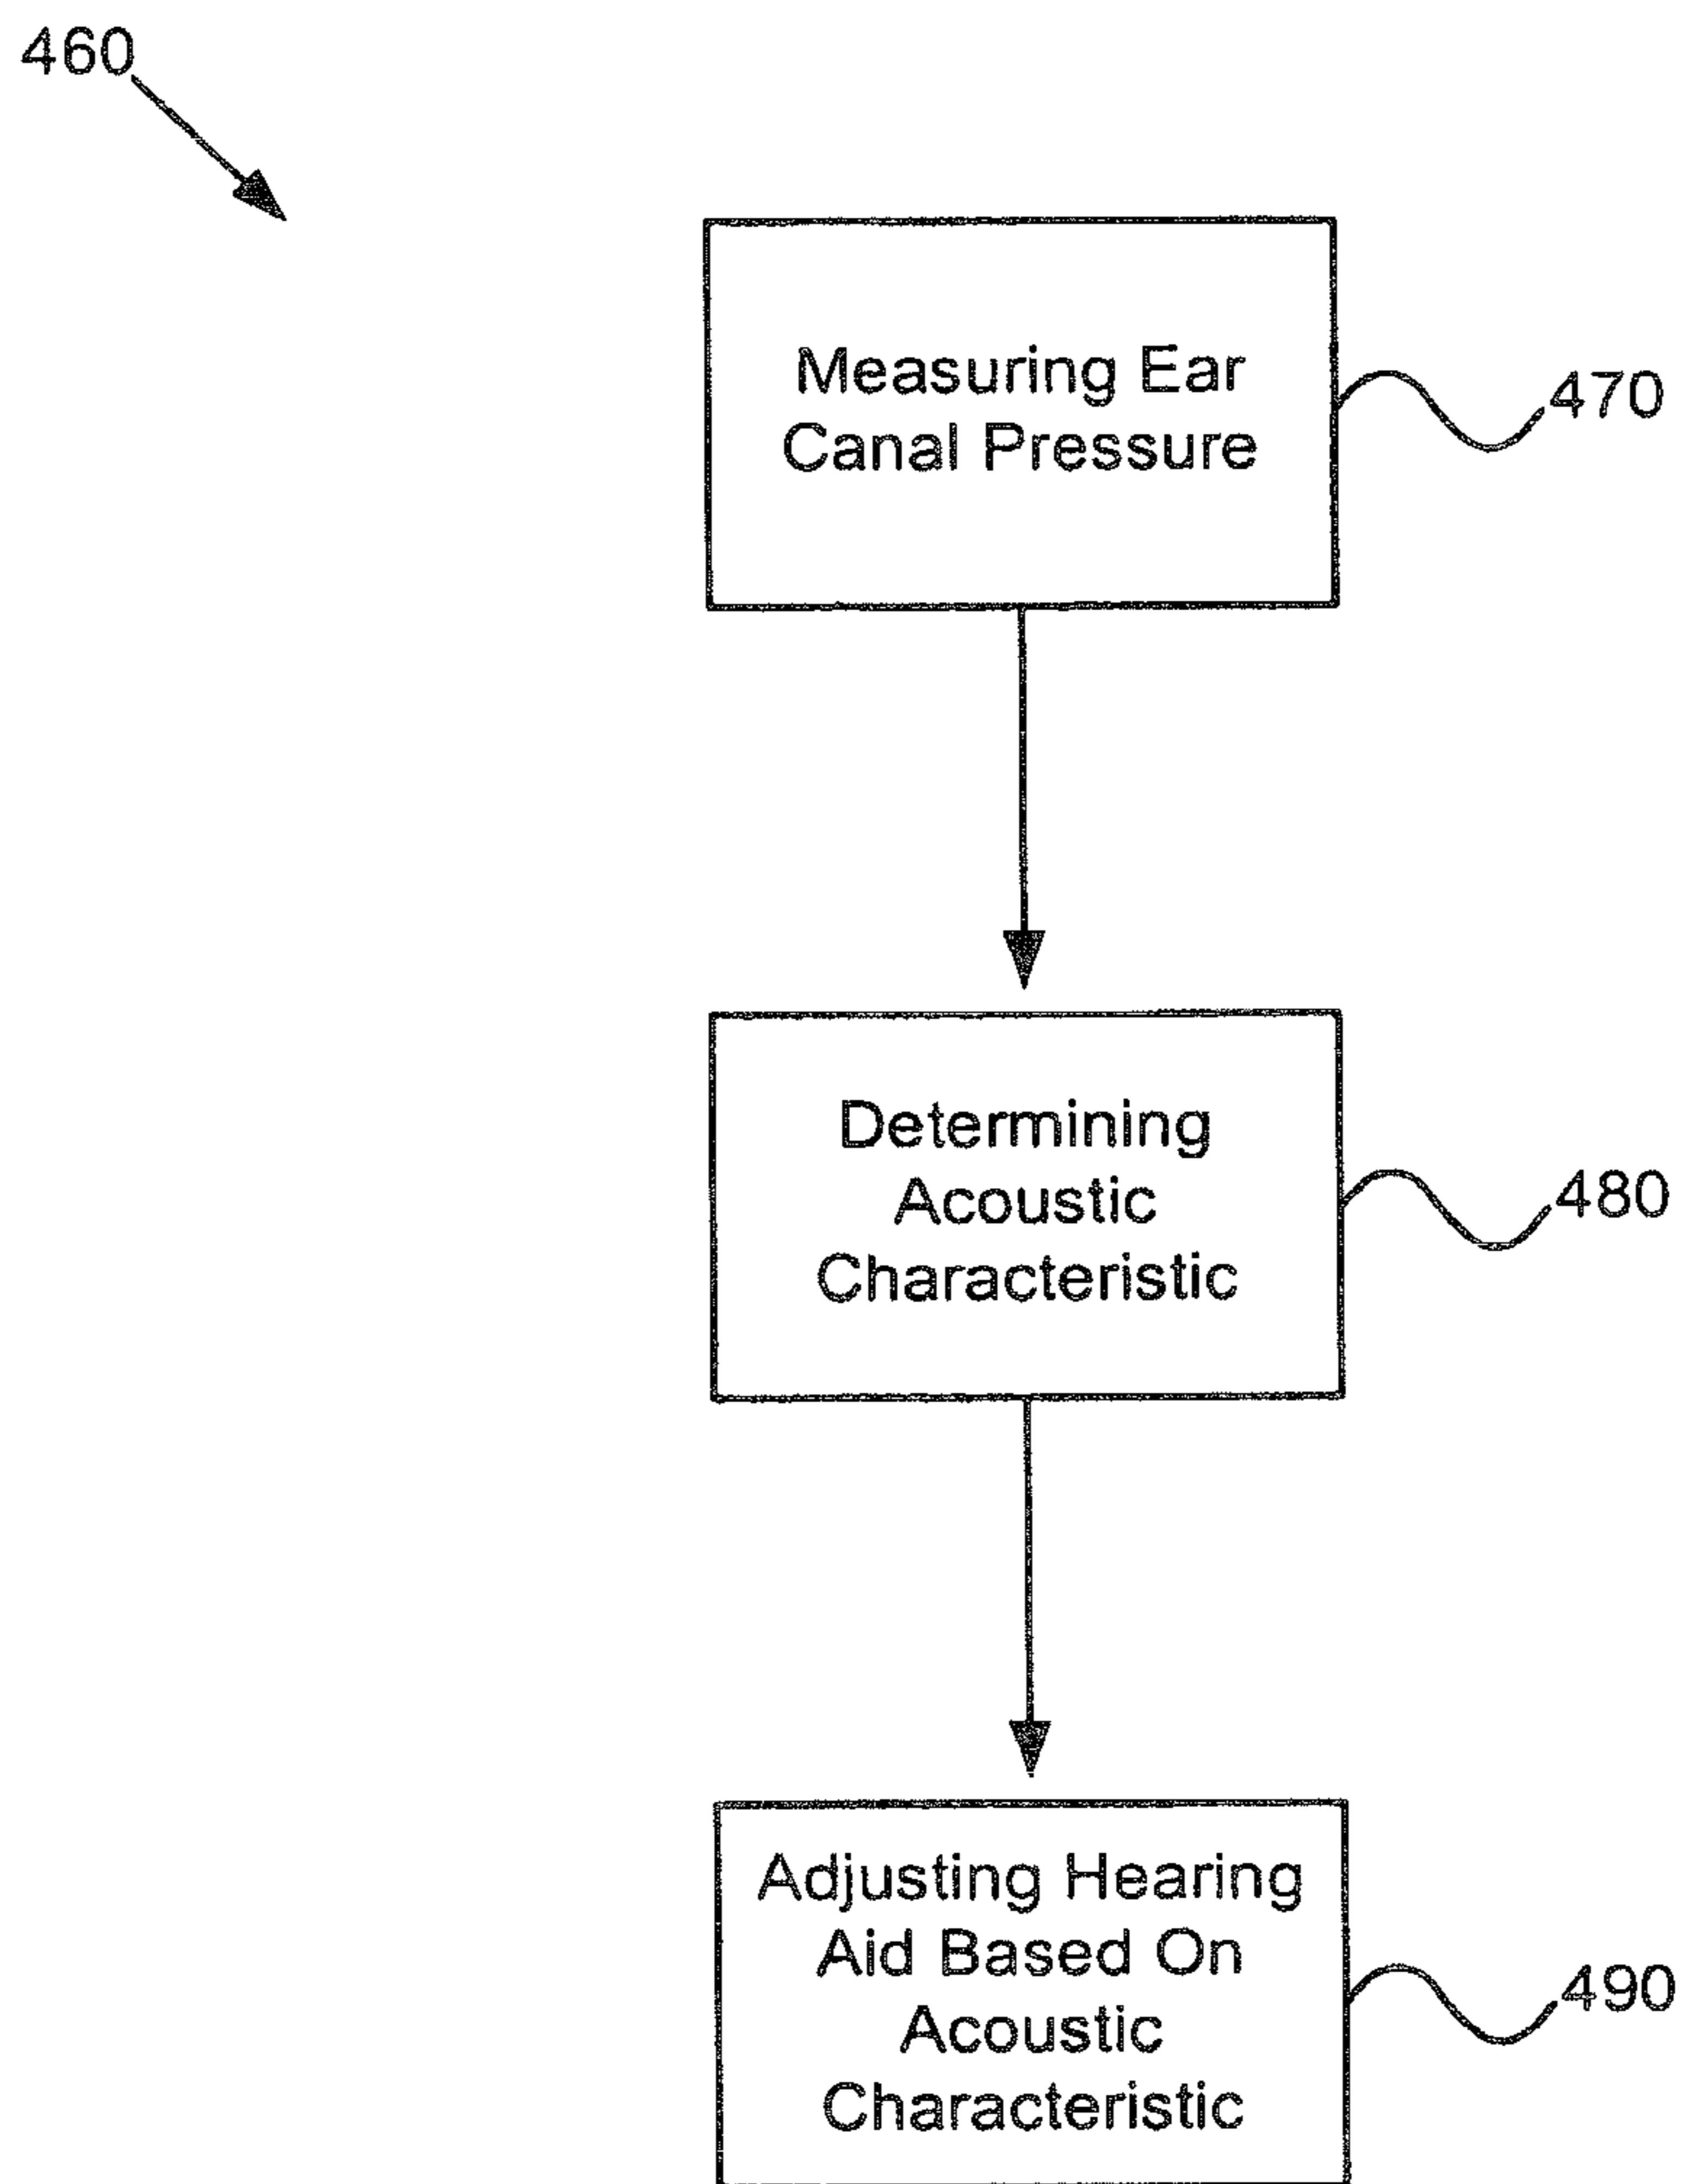 460
Measuring Ear
Canal Pressure
470
Determining
Acoustic
Characteristic
480
Adjusting Hearing
Aid Based On
Acoustic
Characteristic
490